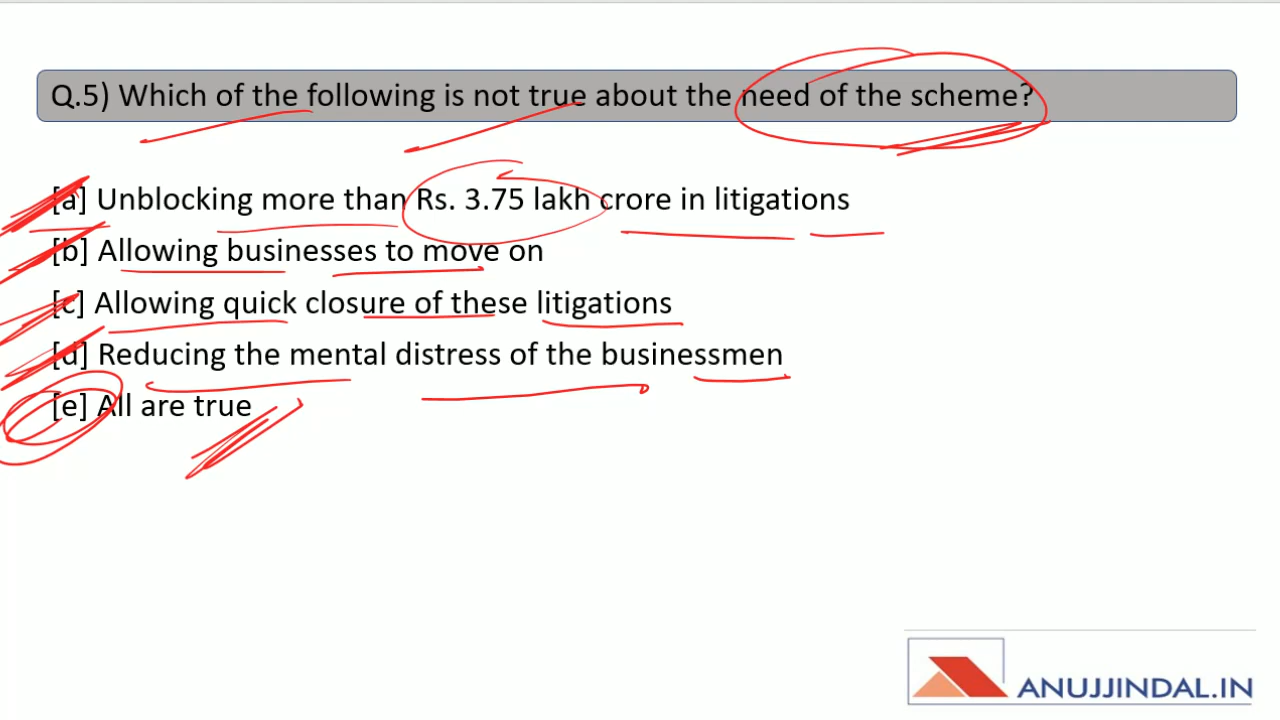 Q.5) Which of the following is not true about the need of the scheme?
[a] Unblocking more than Rs. 3.75 lakh crore in litigations
[b] Allowing businesses to move on
[c] Allowing quick closure of these litigations
[d] Reducing the mental distress of the businessmen
[e] All are true
ANUJJINDAL.IN